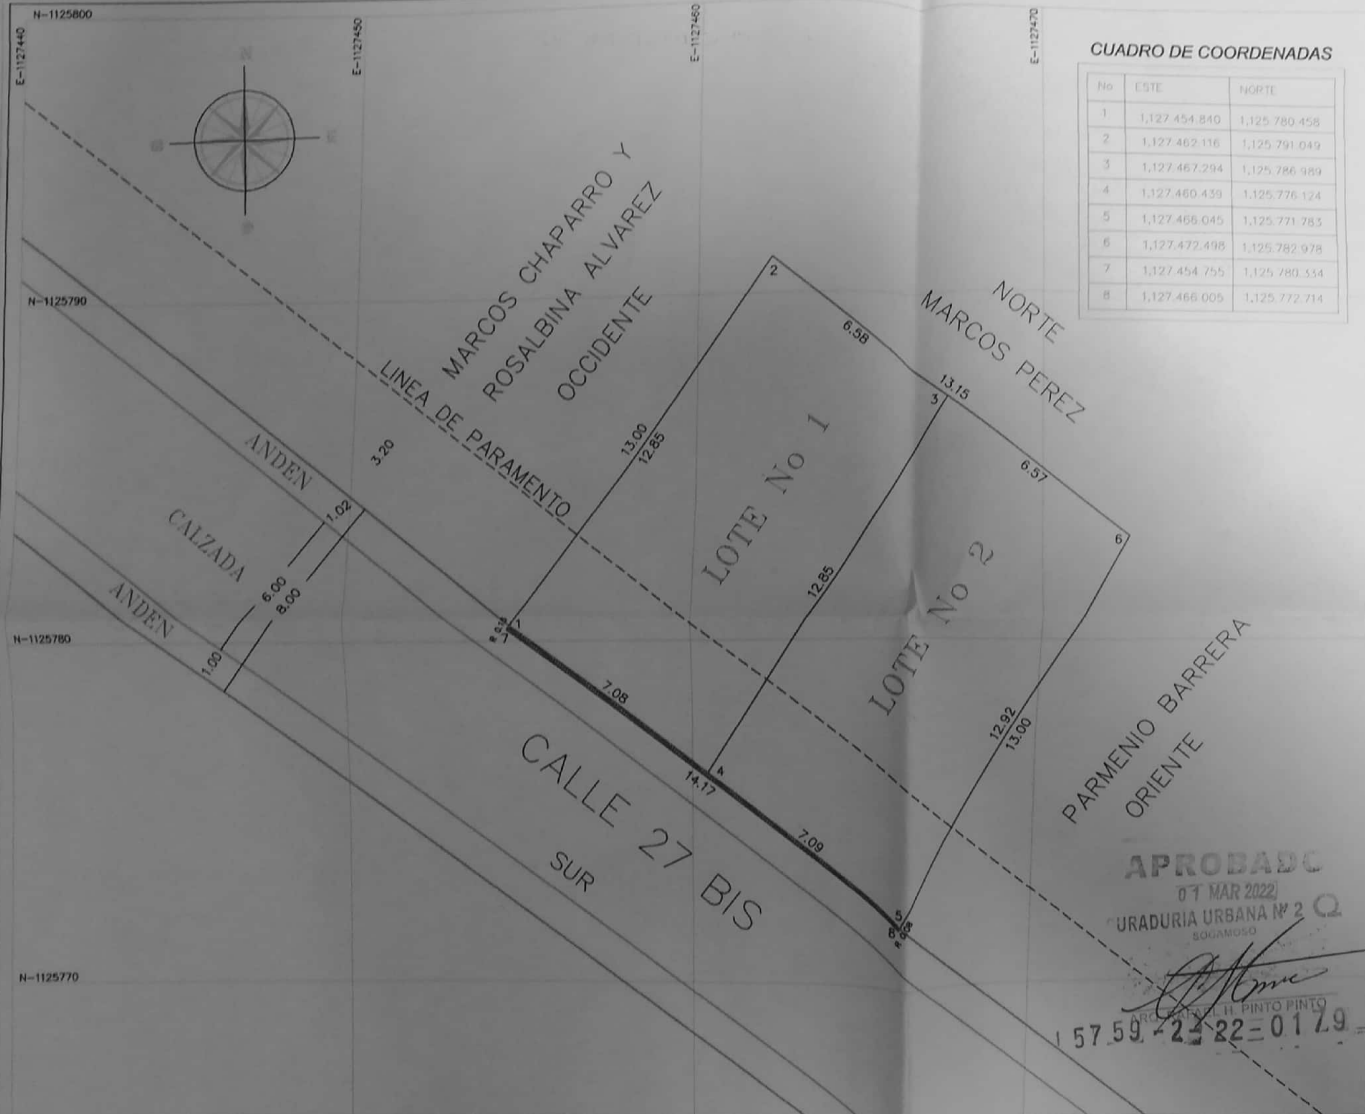 N-1125800
E-1127440
E-1127450
E-1127460
E-1127470
CUADRO DE COORDENADAS
No ESTE NORTE
1 1,127.454.840 1,125.780.458
2 1,127.462.116 1,125.791.049
3 1,127.467.294 1,125.786.989
4 1,127.460.439 1.125.776.124
5 1,127.466.045 1,125.771.783
6 1,127.472.498 1,125.782.978
7 1,127.454.755 1,125.780.334
8 1,127.466.005 1,125.772.714
N-1125790
MARCOS CHAPARRO Y
ROSALBINA ALVAREZ
OCCIDENTE
NORTE
MARCOS PEREZ
LINEA DE PARAMENTO
2
6.58
13.15
3
6.57
6
13.00
12.85
LOTE No 1
12.85
LOTE No 2
12.92
13.00
ANDEN
3.20
1.02
CALZADA
6.00
8.00
ANDEN
1.00
N-1125780
1
7
7.08
4
14.17
7.09
5
8
CALLE 27 BIS
SUR
PARMENIO BARRERA
ORIENTE
N-1125770
APROBADO
01 MAR 2022
URADURIA URBANA Nº 2
SOGAMOSO
ARQ. RAFAEL H. PINTO PINTO